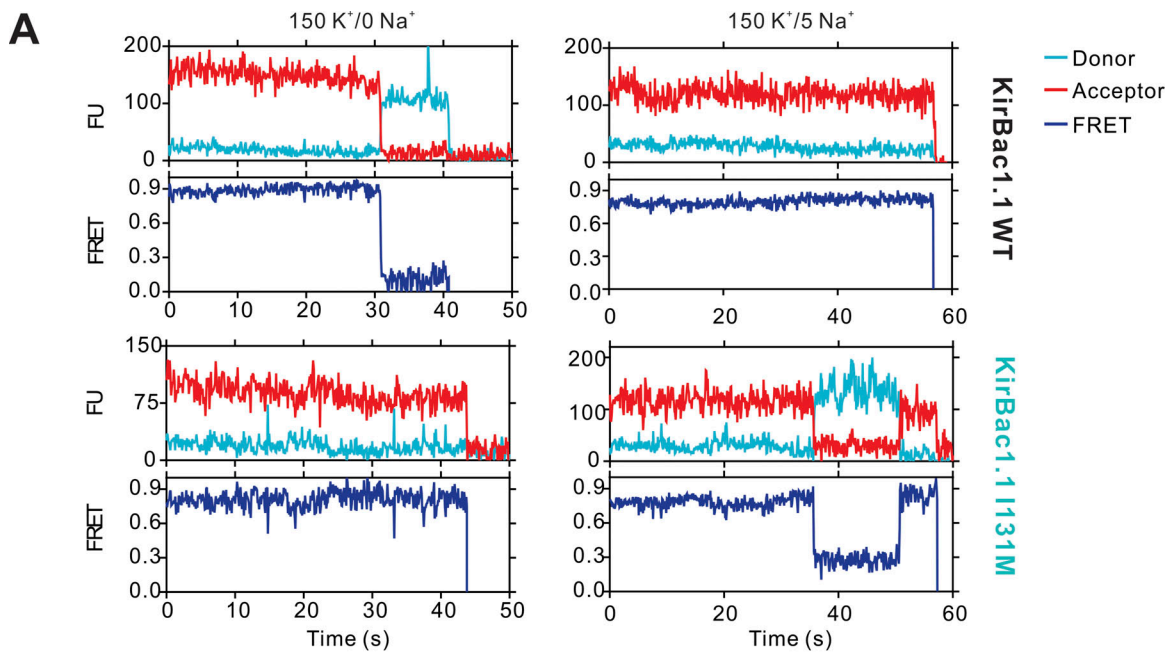 A
150 K⁺/0 Na⁺
150 K⁺/5 Na⁺
Donor
Acceptor
FRET
KirBac1.1 WT
KirBac1.1 I131M
FU
200
100
0
200
100
0
FRET
0.9
0.6
0.3
0.0
0 10 20 30 40 50
0.9
0.6
0.3
0.0
0 20 40 60
FU
150
75
0
200
100
0
FRET
0.9
0.6
0.3
0.0
0 10 20 30 40 50
Time (s)
0.9
0.6
0.3
0.0
0 20 40 60
Time (s)